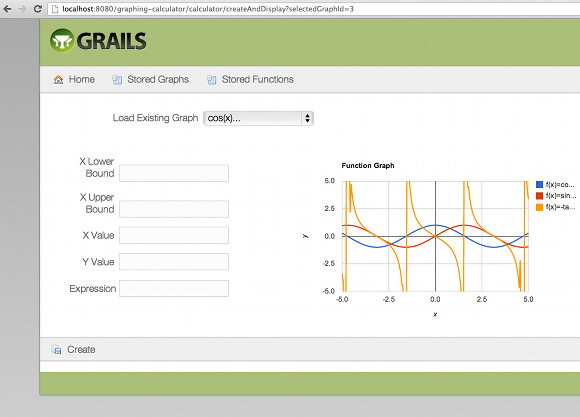 localhost:8080/graphing-calculator/calculator/createAndDisplay?selectedGraphId=3
GRAILS
Home Stored Graphs Stored Functions
Load Existing Graph cos(x)...
X Lower
Bound
X Upper
Bound
X Value
Y Value
Expression
Function Graph
5.0
2.5
0.0
-2.5
-5.0
y
-5.0 -2.5 0.0 2.5 5.0
x
f(x)=co...
f(x)=sin...
f(x)=-ta...
Create